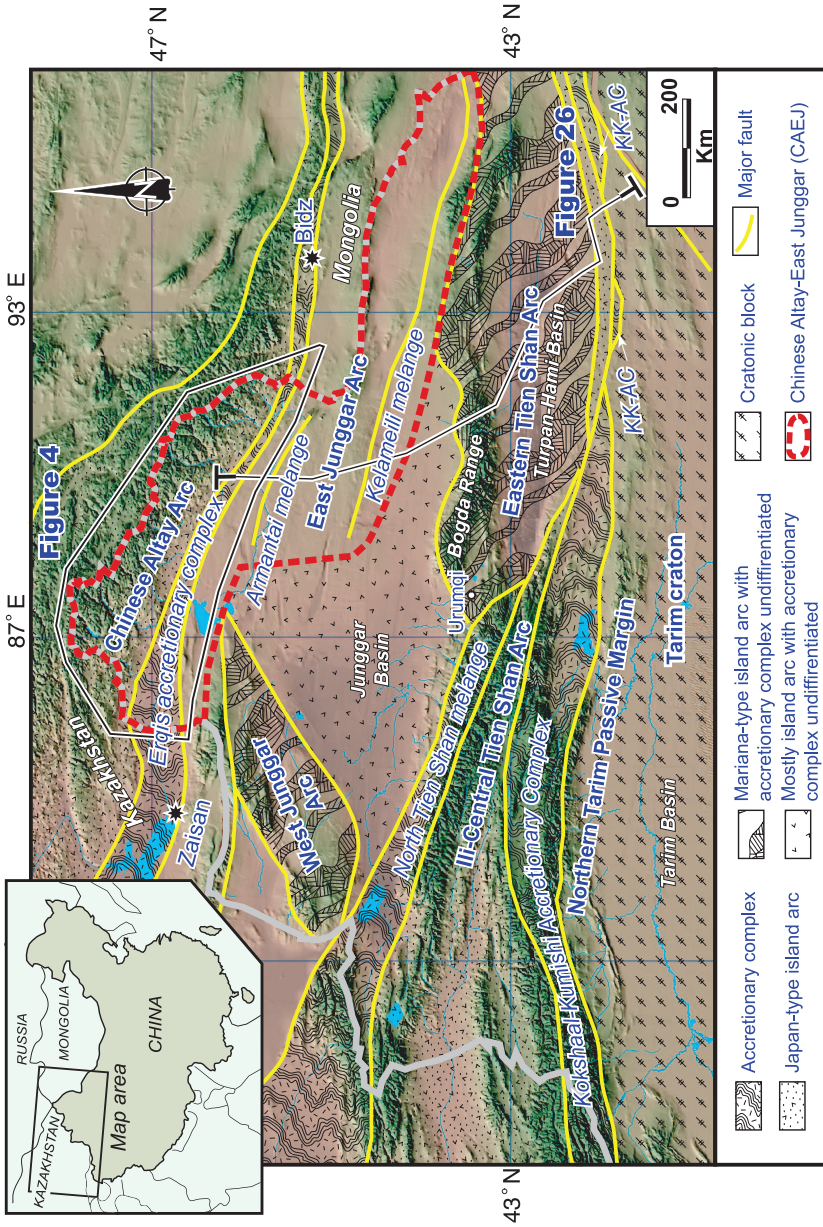 RUSSIA
KAZAKHSTAN
MONGOLIA
CHINA
Map area
87° E
93° E
47° N
43° N
43° N
N
Figure 4
Kazakhstan
Chinese Altay Arc
Erqis accretionary complex
Zaisan
Armantai melange
East Junggar Arc
Kelameili melange
Bidz
Mongolia
West Junggar
Arc
Junggar
Basin
Urumqi
Bogda Range
Eastern Tien Shan Arc
Turpan-Hami-Basin
Figure 26
North Tien Shan melange
Ili-Central Tien Shan Arc
Kokshaal-Kumishi Accretionary Complex
Northern Tarim Passive Margin
KK-AC
KK-AC
Tarim craton
Tarim Basin
0
200
Km
Accretionary complex
Japan-type island arc
Mariana-type island arc with
accretionary complex undiffirentiated
Mostly island arc with accretionary
complex undiffirentiated
Cratonic block
Major fault
Chinese Altay-East Junggar (CAEJ)